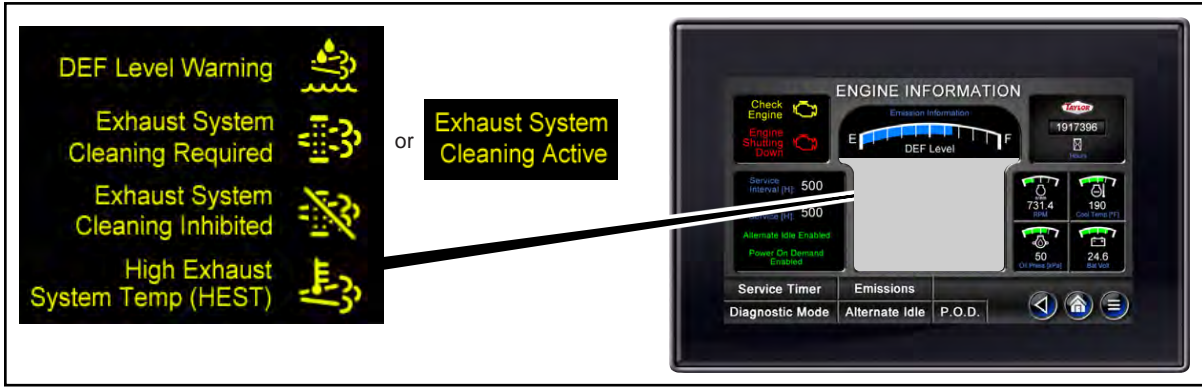 DEF Level Warning
Exhaust System
Cleaning Required
Exhaust System
Cleaning Inhibited
High Exhaust
System Temp (HEST)
or
Exhaust System
Cleaning Active
ENGINE INFORMATION
Check
Engine
Engine
Shutting
Down
Emission Information
E
F
DEF Level
TAYLOR
1917396
Hours
Service
Interval [H]: 500
Service [H]: 500
Alternate Idle Enabled
Power On Demand
Enabled
731.4
RPM
190
Cool Temp [°F]
50
Oil Press [kPa]
24.6
Bat Volt
Service Timer
Emissions
Diagnostic Mode
Alternate Idle
P.O.D.